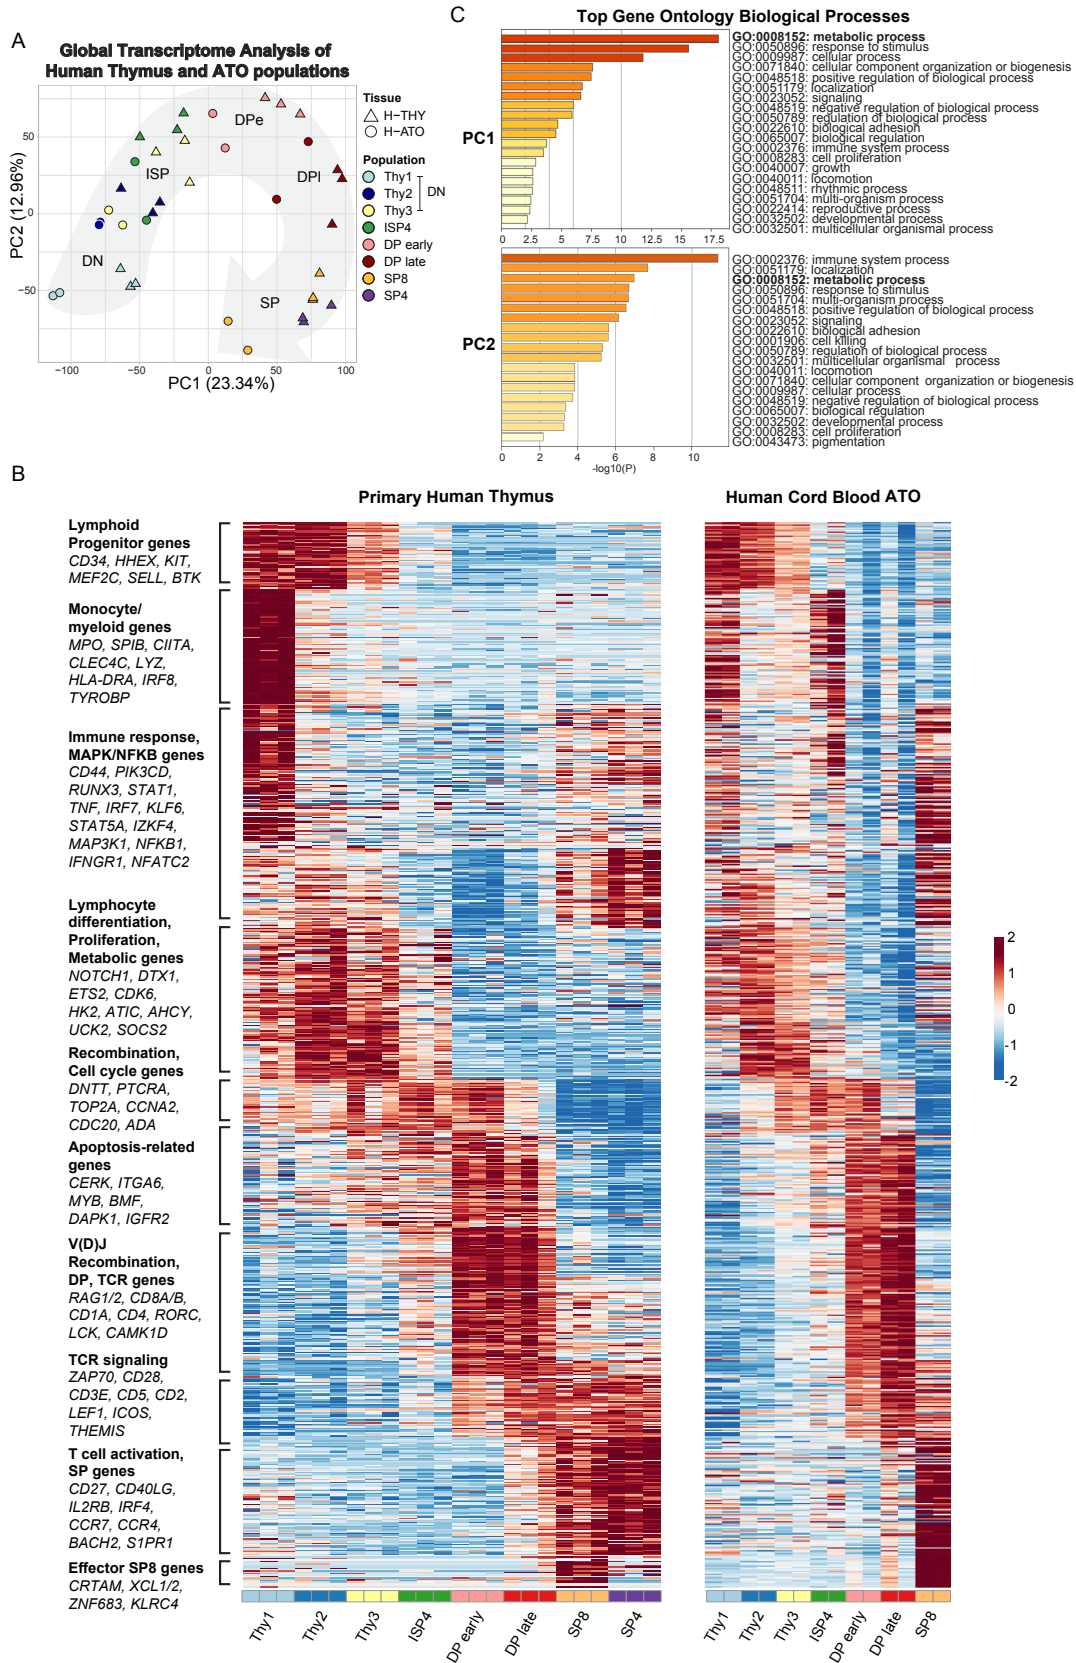 A
Global Transcriptome Analysis of
Human Thymus and ATO populations
PC2 (12.96%)
50
0
−50
−100
−50
0
50
100
PC1 (23.34%)
DPe
ISP
DPl
DN
SP
Tissue
H-THY
H-ATO
Population
Thy1
Thy2
Thy3
DN
ISP4
DP early
DP late
SP8
SP4
C
Top Gene Ontology Biological Processes
PC1
GO:0008152: metabolic process
GO:0050896: response to stimulus
GO:0009987: cellular process
GO:0071840: cellular component organization or biogenesis
GO:0048518: positive regulation of biological process
GO:0051179: localization
GO:0023052: signaling
GO:0048519: negative regulation of biological process
GO:0050789: regulation of biological process
GO:0022610: biological adhesion
GO:0065007: biological regulation
GO:0002376: immune system process
GO:0008283: cell proliferation
GO:0040007: growth
GO:0040011: locomotion
GO:0048511: rhythmic process
GO:0051704: multi-organism process
GO:0022414: reproductive process
GO:0032502: developmental process
GO:0032501: multicellular organismal process
0 2.5 5 7.5 10 12.5 15 17.5
PC2
GO:0002376: immune system process
GO:0051179: localization
GO:0008152: metabolic process
GO:0050896: response to stimulus
GO:0051704: multi-organism process
GO:0048518: positive regulation of biological process
GO:0023052: signaling
GO:0022610: biological adhesion
GO:0001906: cell killing
GO:0050789: regulation of biological process
GO:0032501: multicellular organismal process
GO:0040011: locomotion
GO:0071840: cellular component organization or biogenesis
GO:0009987: cellular process
GO:0048519: negative regulation of biological process
GO:0065007: biological regulation
GO:0032502: developmental process
GO:0008283: cell proliferation
GO:0043473: pigmentation
0 2 4 6 8 10
-log10(P)
B
Primary Human Thymus
Human Cord Blood ATO
Lymphoid
Progenitor genes
CD34, HHEX, KIT,
MEF2C, SELL, BTK
Monocyte/
myeloid genes
MPO, SPIB, CIITA,
CLEC4C, LYZ,
HLA-DRA, IRF8,
TYROBP
Immune response,
MAPK/NFKB genes
CD44, PIK3CD,
RUNX3, STAT1,
TNF, IRF7, KLF6,
STAT5A, IZKF4,
MAP3K1, NFKB1,
IFNGR1, NFATC2
Lymphocyte
differentiation,
Proliferation,
Metabolic genes
NOTCH1, DTX1,
ETS2, CDK6,
HK2, ATIC, AHCY,
UCK2, SOCS2
Recombination,
Cell cycle genes
DNTT, PTCRA,
TOP2A, CCNA2,
CDC20, ADA
Apoptosis-related
genes
CERK, ITGA6,
MYB, BMF,
DAPK1, IGFR2
V(D)J
Recombination,
DP, TCR genes
RAG1/2, CD8A/B,
CD1A, CD4, RORC,
LCK, CAMK1D
TCR signaling
ZAP70, CD28,
CD3E, CD5, CD2,
LEF1, ICOS,
THEMIS
T cell activation,
SP genes
CD27, CD40LG,
IL2RB, IRF4,
CCR7, CCR4,
BACH2, S1PR1
Effector SP8 genes
CRTAM, XCL1/2,
ZNF683, KLRC4
2
1
0
-1
-2
Thy1
Thy2
Thy3
ISP4
DP early
DP late
SP8
SP4
Thy1
Thy2
Thy3
ISP4
DP early
DP late
SP8